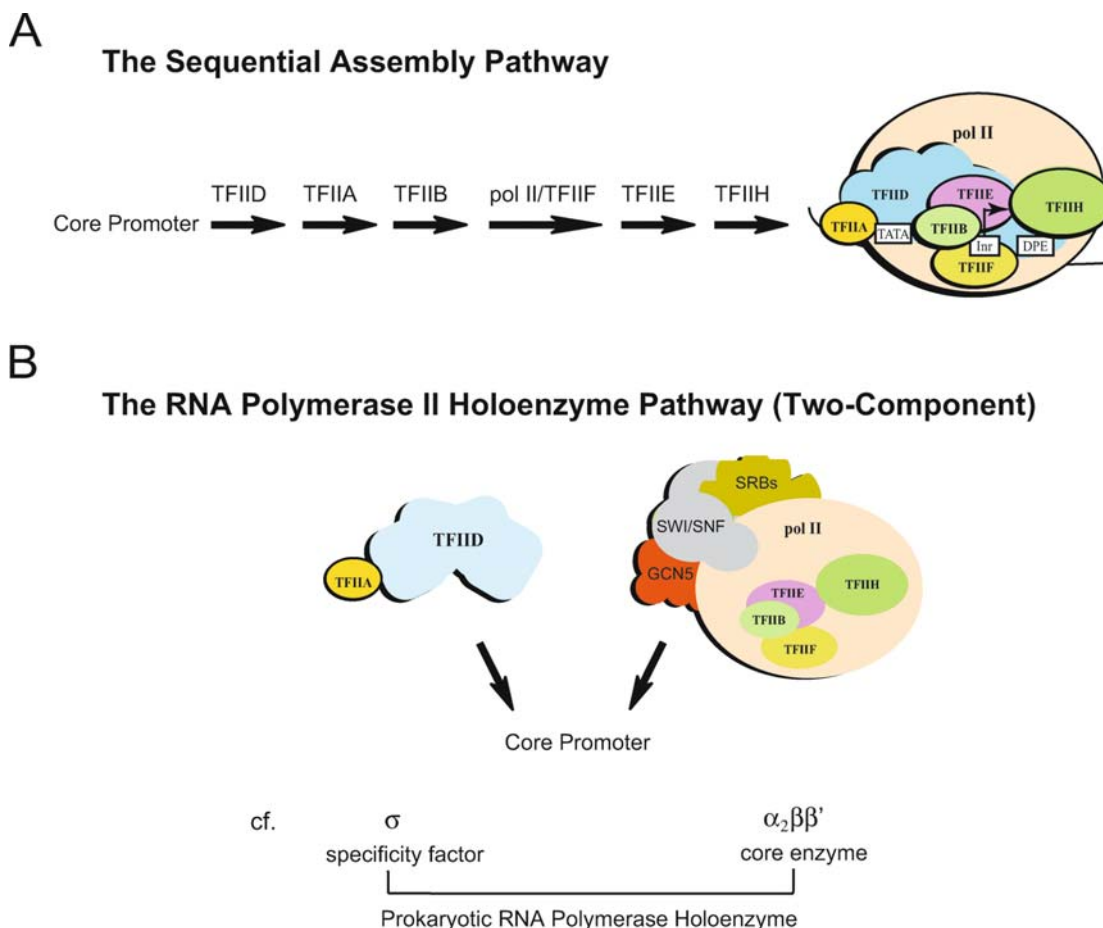 A
The Sequential Assembly Pathway
TFIID TFIIA TFIIB pol II/TFIIF TFIIE TFIIH
Core Promoter
pol II
TFIID
TFIIE
TFIIH
TFIIA
TATA
TFIIB
Inr
DPE
TFIIF
B
The RNA Polymerase II Holoenzyme Pathway (Two-Component)
TFIID
TFIIA
SRBs
SWI/SNF
pol II
GCN5
TFIIE
TFIIH
TFIIB
TFIIF
Core Promoter
cf. σ α₂ββ'
specificity factor core enzyme
Prokaryotic RNA Polymerase Holoenzyme